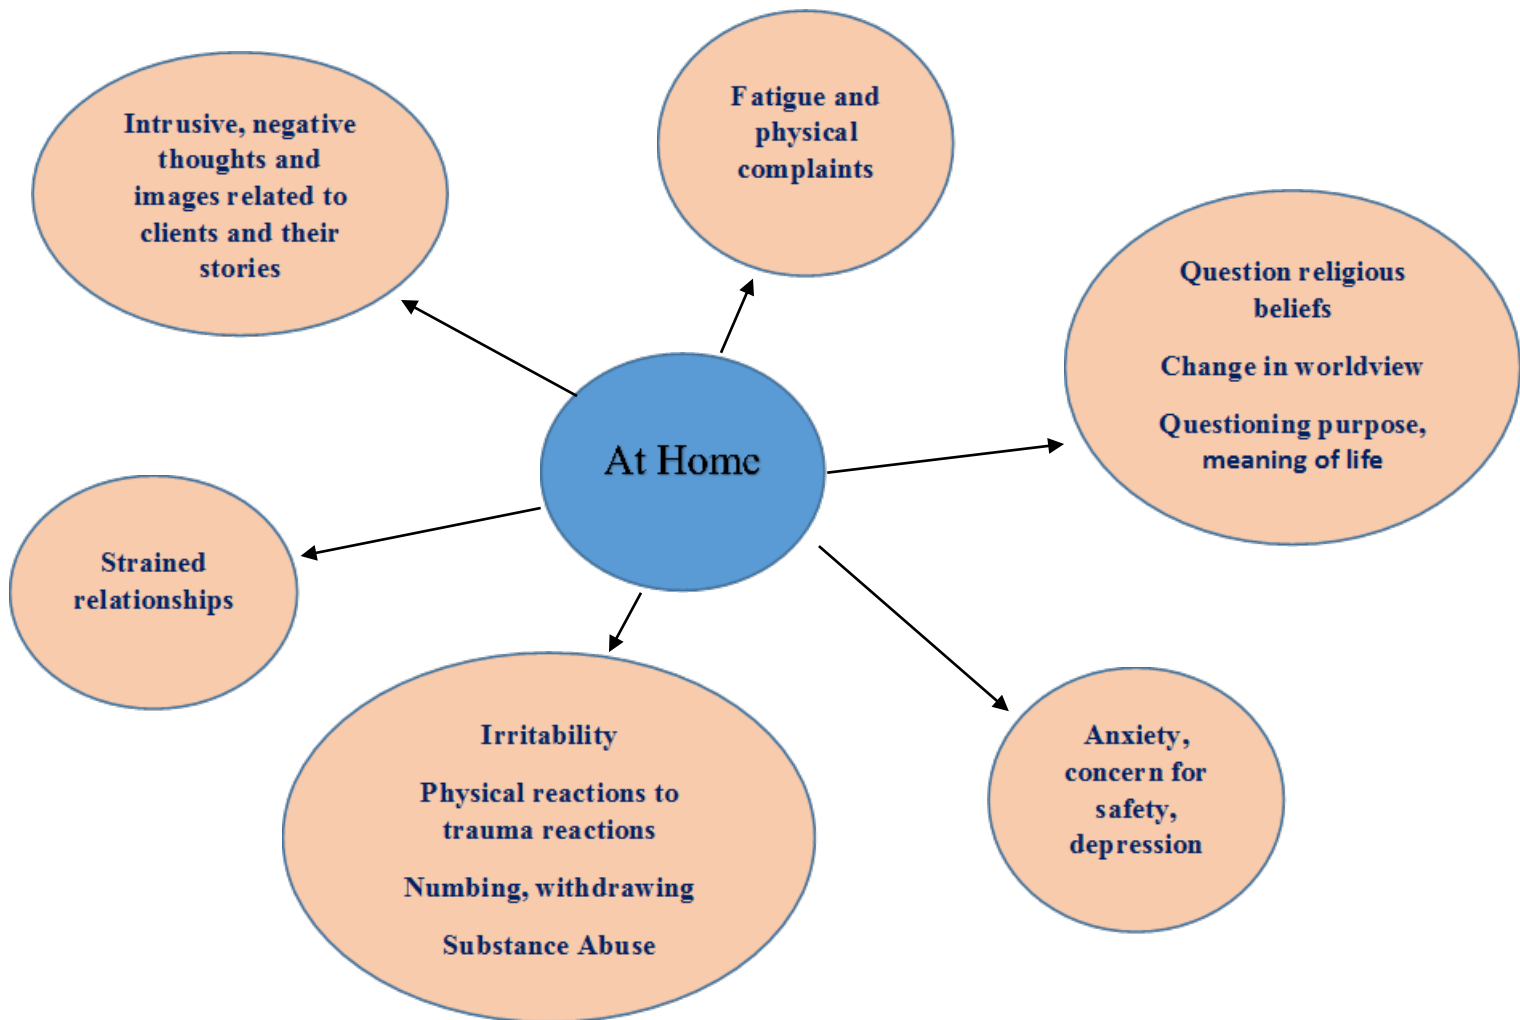 Intrusive, negative
thoughts and
images related to
clients and their
stories
Fatigue and
physical
complaints
Question religious
beliefs
Change in worldview
Questioning purpose,
meaning of life
At Home
Strained
relationships
Irritability
Physical reactions to
trauma reactions
Numbing, withdrawing
Substance Abuse
Anxiety,
concern for
safety,
depression